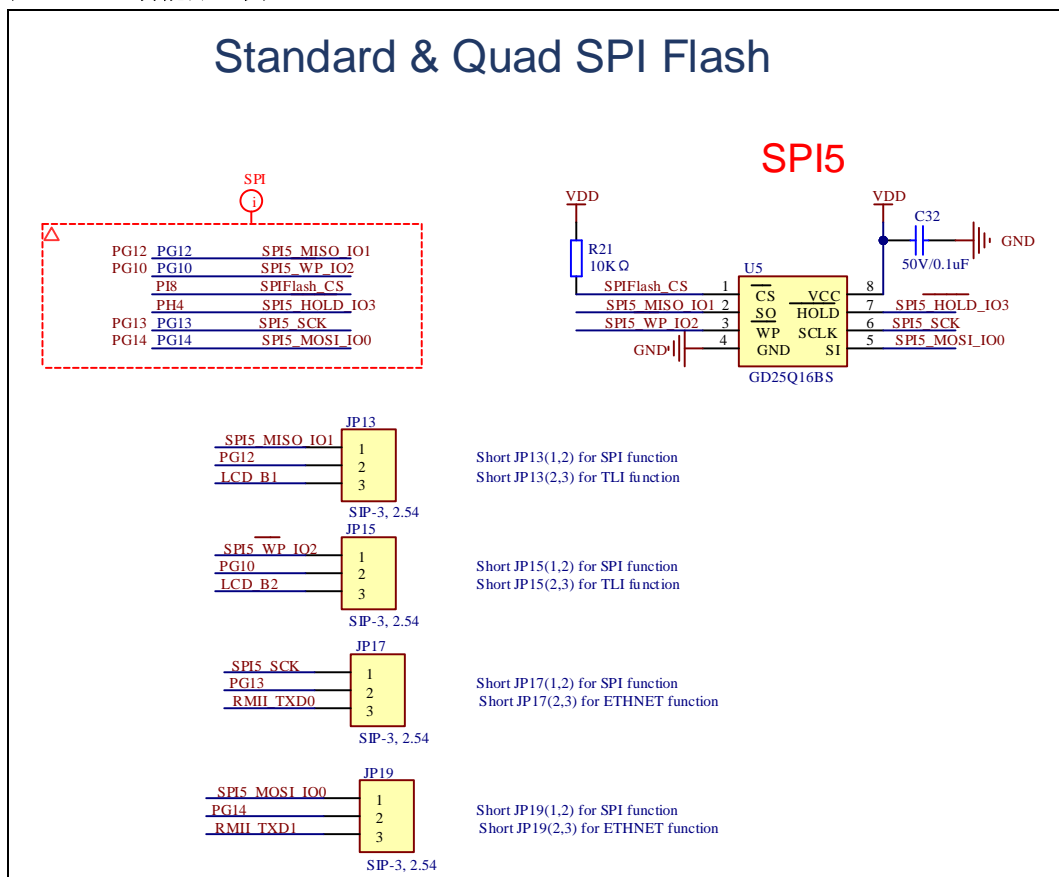 Standard & Quad SPI Flash
SPI5
SPI
i
PG12 PG12 SPI5_MISO_IO1
PG10 PG10 SPI5_WP_IO2
PI8 SPIFlash_CS
PH4 SPI5_HOLD_IO3
PG13 PG13 SPI5_SCK
PG14 PG14 SPI5_MOSI_IO0
VDD VDD
C32
GND
50V/0.1uF
R21
10KΩ
U5
SPIFlash_CS 1 CS VCC 8
SPI5_MISO_IO1 2 SO HOLD 7 SPI5_HOLD_IO3
SPI5_WP_IO2 3 WP SCLK 6 SPI5_SCK
GND 4 GND SI 5 SPI5_MOSI_IO0
GD25Q16BS
JP13
SPI5_MISO_IO1 1
PG12 2
LCD_B1 3
SIP-3, 2.54
Short JP13(1,2) for SPI function
Short JP13(2,3) for TLI function
JP15
SPI5_WP_IO2 1
PG10 2
LCD_B2 3
SIP-3, 2.54
Short JP15(1,2) for SPI function
Short JP15(2,3) for TLI function
JP17
SPI5_SCK 1
PG13 2
RMII_TXD0 3
SIP-3, 2.54
Short JP17(1,2) for SPI function
Short JP17(2,3) for ETHNET function
JP19
SPI5_MOSI_IO0 1
PG14 2
RMII_TXD1 3
SIP-3, 2.54
Short JP19(1,2) for SPI function
Short JP19(2,3) for ETHNET function